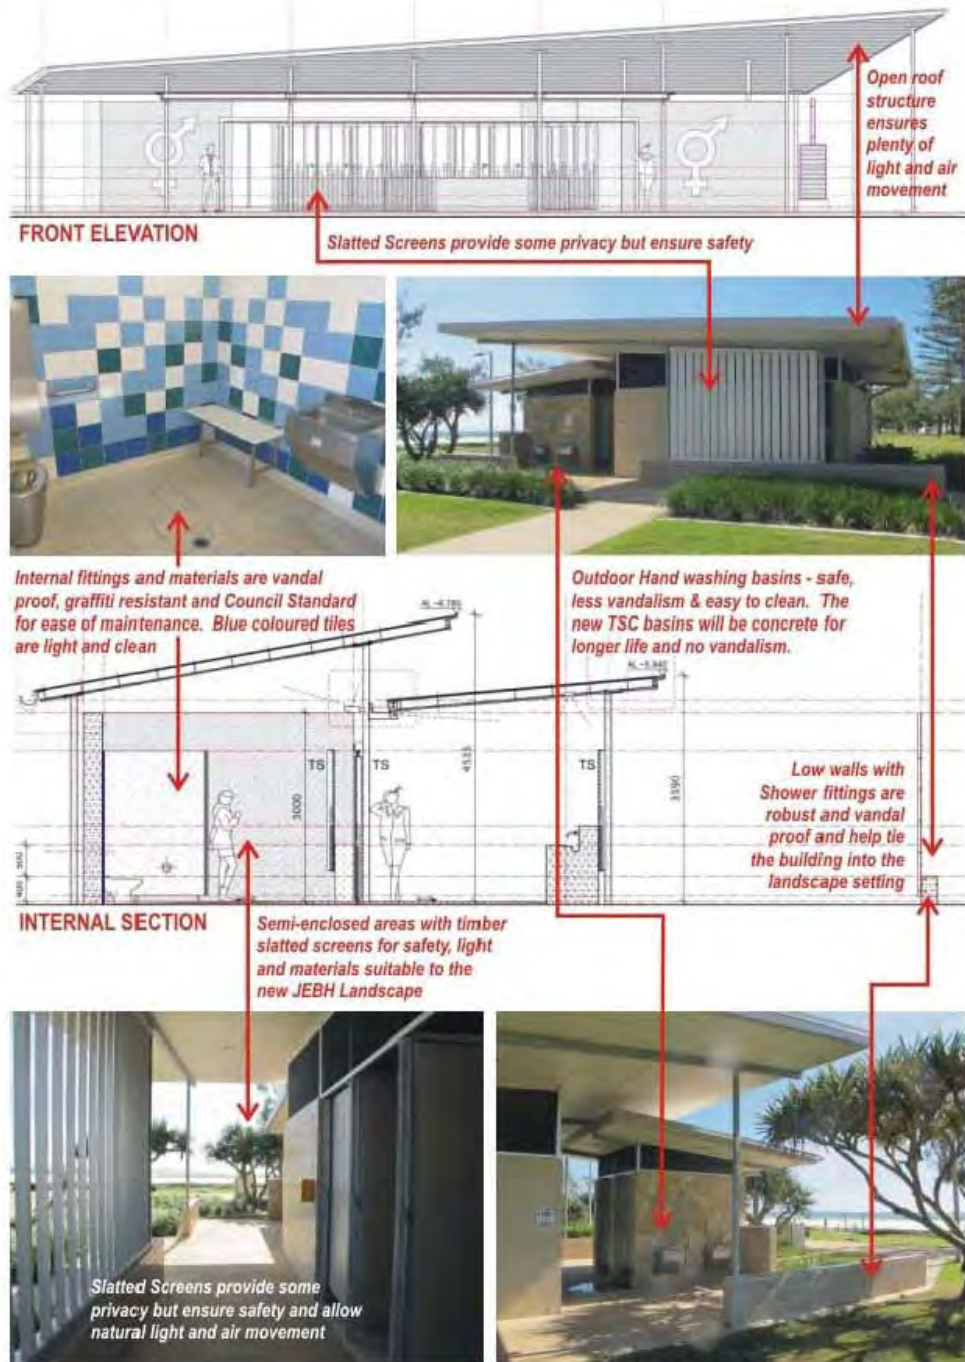 Open roof
structure
ensures
plenty of
light and air
movement
FRONT ELEVATION
Slatted Screens provide some privacy but ensure safety
Internal fittings and materials are vandal
proof, graffiti resistant and Council Standard
for ease of maintenance. Blue coloured tiles
are light and clean
Outdoor Hand washing basins - safe,
less vandalism & easy to clean. The
new TSC basins will be concrete for
longer life and no vandalism.
TS
TS
TS
3000
4535
Low walls with
Shower fittings are
robust and vandal
proof and help tie
the building into the
landscape setting
INTERNAL SECTION
Semi-enclosed areas with timber
slatted screens for safety, light
and materials suitable to the
new JEBH Landscape
Slatted Screens provide some
privacy but ensure safety and allow
natural light and air movement